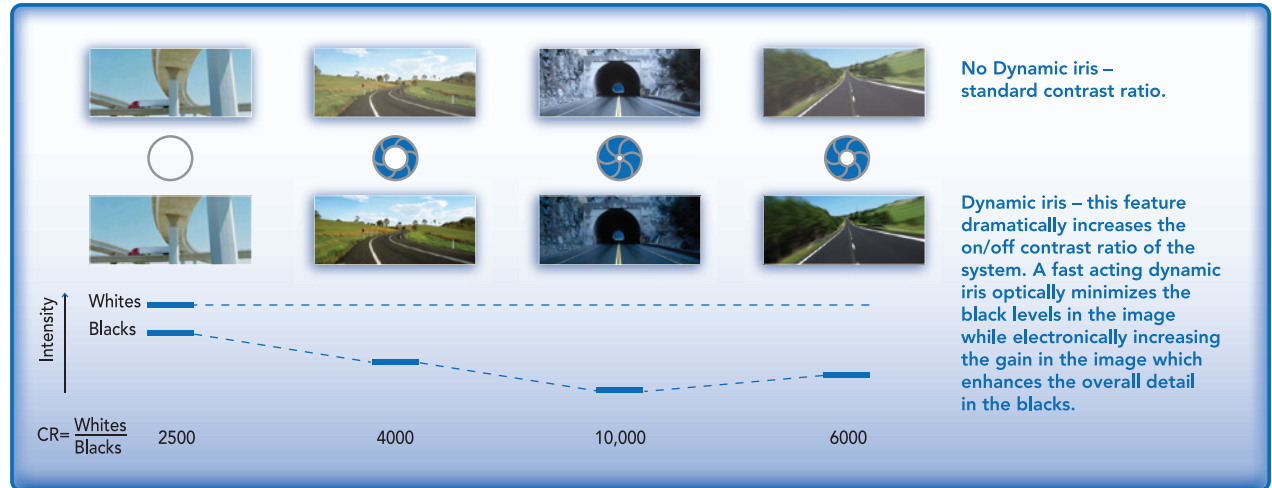 No Dynamic iris –
standard contrast ratio.
Dynamic iris – this feature
dramatically increases the
on/off contrast ratio of the
system. A fast acting dynamic
iris optically minimizes the
black levels in the image
while electronically increasing
the gain in the image which
enhances the overall detail
in the blacks.
Intensity
Whites
Blacks
CR= Whites
Blacks
2500
4000
10,000
6000